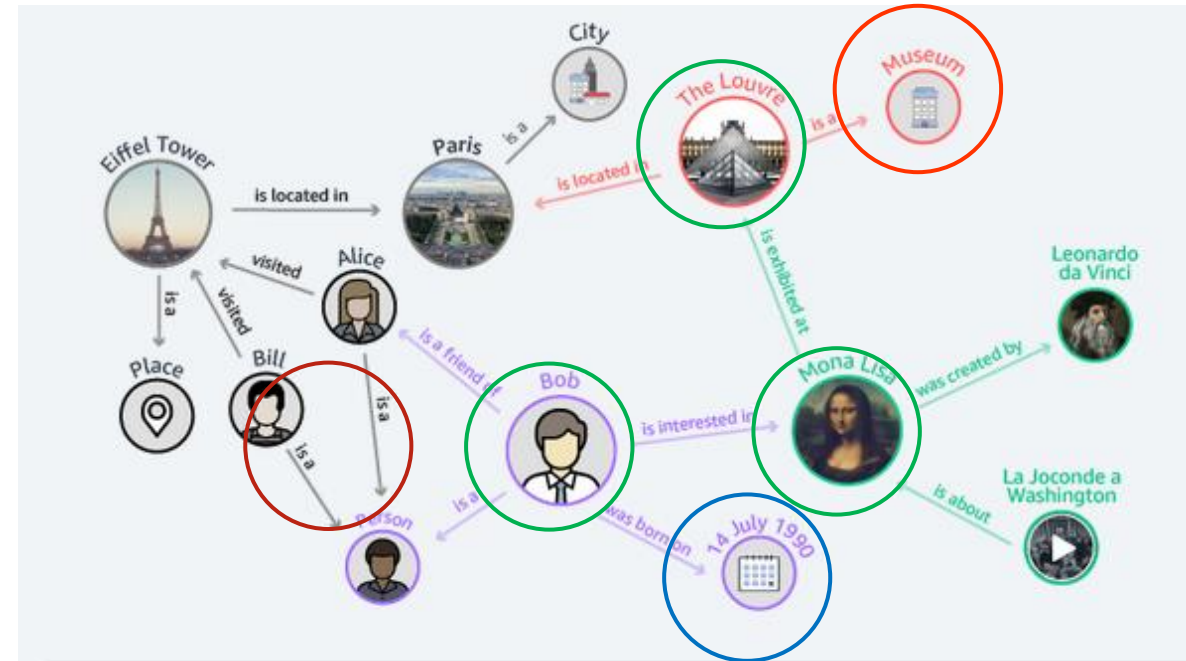 City
Museum
The Louvre
is a
is a
Eiffel Tower
Paris
is located in
is located in
Alice
visited
is exhibited at
Leonardo
da Vinci
is a
visited
Place
Bill
is a friend of
Bob
Mona Lisa
was created by
is a
is interested in
is a
La Joconde a
Washington
is about
is a
Person
was born on
14 July 1990